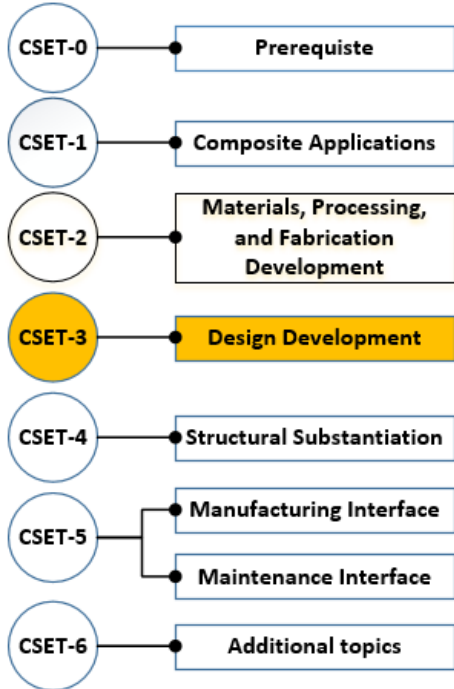 CSET-0
Prerequiste
CSET-1
Composite Applications
CSET-2
Materials, Processing,
and Fabrication
Development
CSET-3
Design Development
CSET-4
Structural Substantiation
CSET-5
Manufacturing Interface
Maintenance Interface
CSET-6
Additional topics